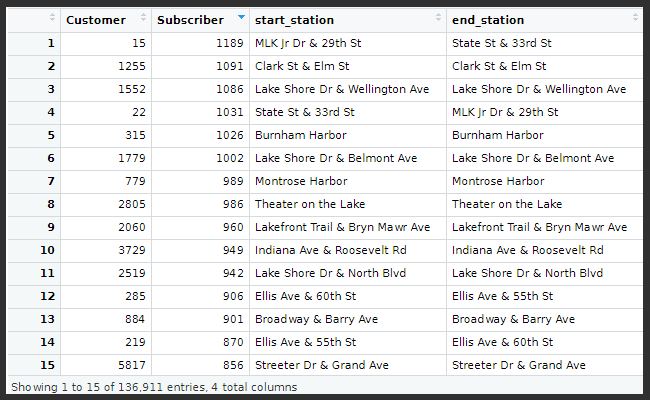 Customer Subscriber start_station end_station
1 15 1189 MLK Jr Dr & 29th St State St & 33rd St
2 1255 1091 Clark St & Elm St Clark St & Elm St
3 1552 1086 Lake Shore Dr & Wellington Ave Lake Shore Dr & Wellington Ave
4 22 1031 State St & 33rd St MLK Jr Dr & 29th St
5 315 1026 Burnham Harbor Burnham Harbor
6 1779 1002 Lake Shore Dr & Belmont Ave Lake Shore Dr & Belmont Ave
7 779 989 Montrose Harbor Montrose Harbor
8 2805 986 Theater on the Lake Theater on the Lake
9 2060 960 Lakefront Trail & Bryn Mawr Ave Lakefront Trail & Bryn Mawr Ave
10 3729 949 Indiana Ave & Roosevelt Rd Indiana Ave & Roosevelt Rd
11 2519 942 Lake Shore Dr & North Blvd Lake Shore Dr & North Blvd
12 285 906 Ellis Ave & 60th St Ellis Ave & 55th St
13 884 901 Broadway & Barry Ave Broadway & Barry Ave
14 219 870 Ellis Ave & 55th St Ellis Ave & 60th St
15 5817 856 Streeter Dr & Grand Ave Streeter Dr & Grand Ave
Showing 1 to 15 of 136,911 entries, 4 total columns